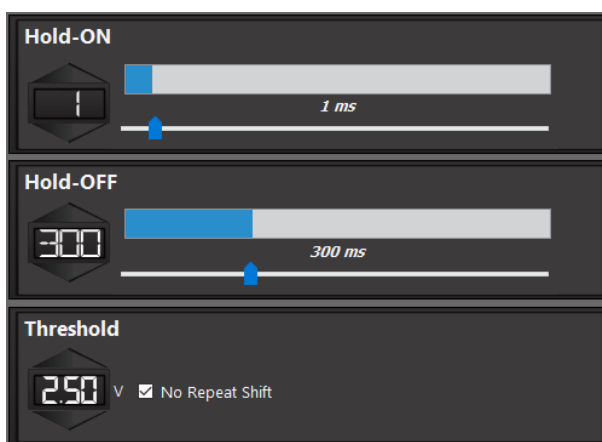 Hold-ON
1
1 ms
Hold-OFF
300
300 ms
Threshold
2.50 V No Repeat Shift